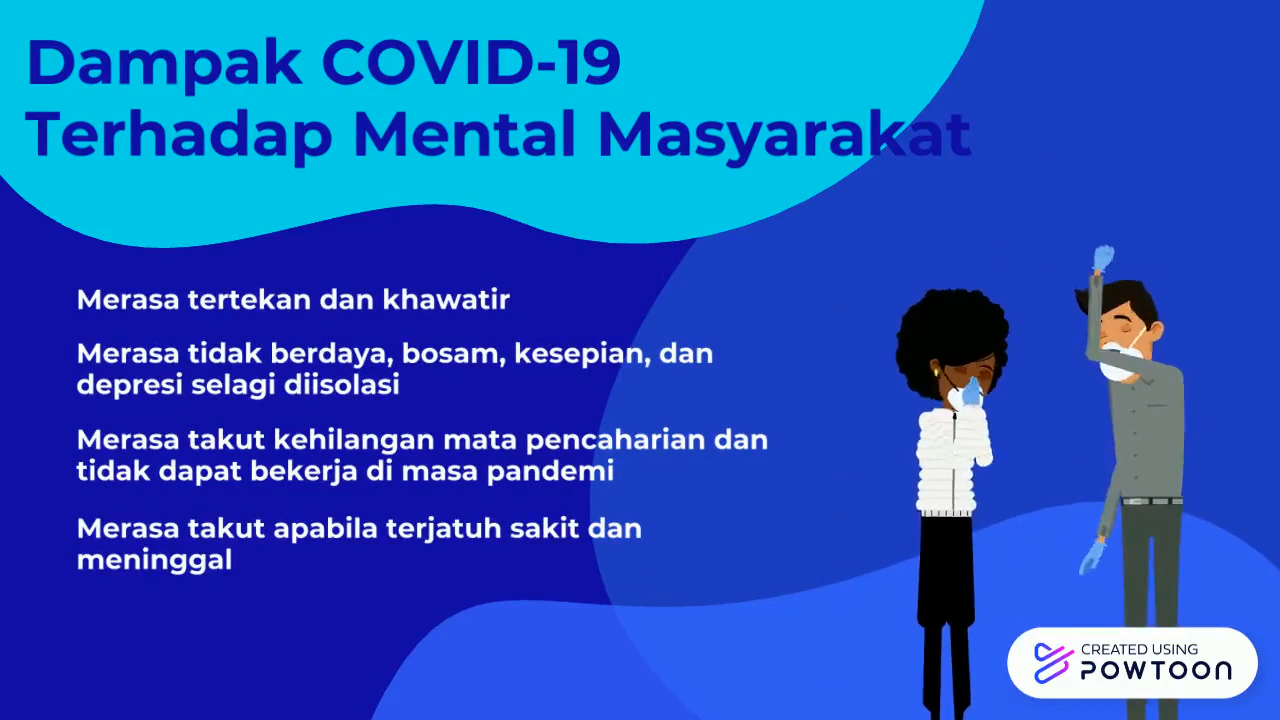 Dampak COVID-19
Terhadap Mental Masyarakat
Merasa tertekan dan khawatir
Merasa tidak berdaya, bosam, kesepian, dan
depresi selagi diisolasi
Merasa takut kehilangan mata pencaharian dan
tidak dapat bekerja di masa pandemi
Merasa takut apabila terjatuh sakit dan
meninggal
CREATED USING
POWTOON